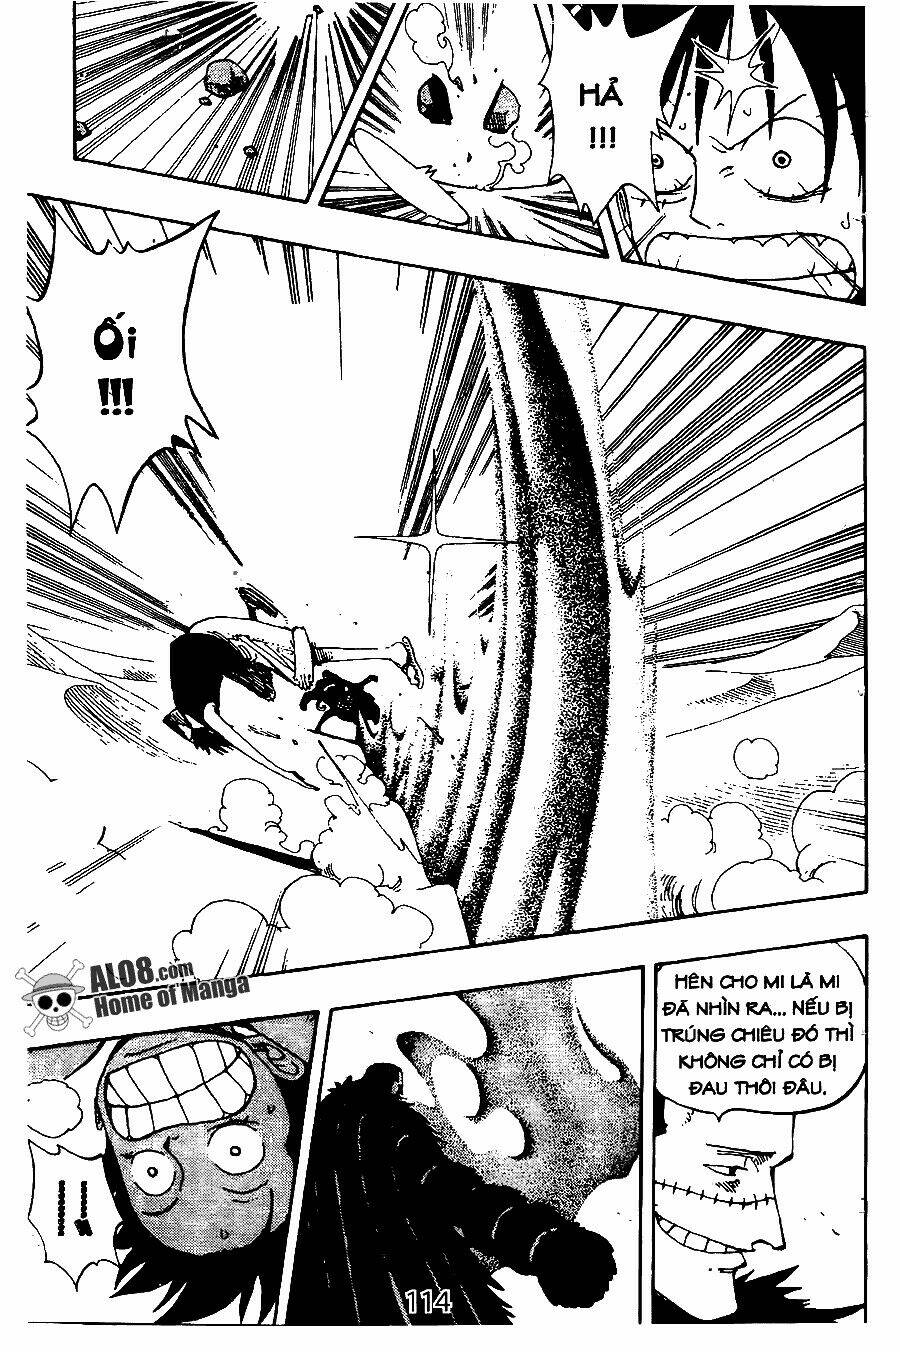 HẢ
!!!
ỐI
!!!
HÊN CHO MI LÀ MI
ĐÃ NHÌN RA... NẾU BỊ
TRÚNG CHIÊU ĐÓ THÌ
KHÔNG CHỈ CÓ BỊ
ĐAU THÔI ĐÂU.
ALO8.com
Home of Manga
114